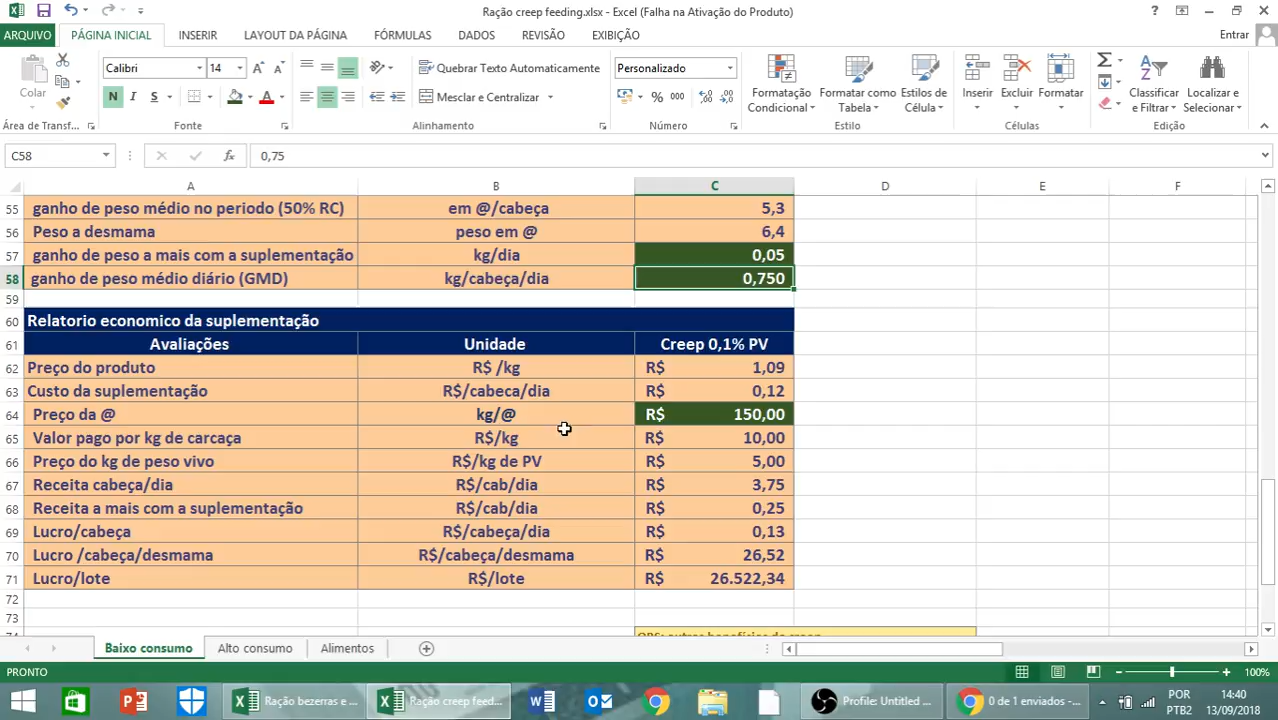 Ração creep feeding.xlsx - Excel (Falha na Ativação do Produto)
ARQUIVO PÁGINA INICIAL INSERIR LAYOUT DA PÁGINA FÓRMULAS DADOS REVISÃO EXIBIÇÃO Entrar
Colar
Calibri 14
Quebrar Texto Automaticamente
Personalizado
Formatação Condicional
Formatar como Tabela
Estilos de Célula
Inserir
Excluir
Formatar
Classificar e Filtrar
Localizar e Selecionar
N I S
Mesclar e Centralizar
% 000
Área de Transf... Fonte Alinhamento Número Estilo Células Edição
C58 fx 0,75
A B C D E F
55 ganho de peso médio no periodo (50% RC) em @/cabeça 5,3
56 Peso a desmama peso em @ 6,4
57 ganho de peso a mais com a suplementação kg/dia 0,05
58 ganho de peso médio diário (GMD) kg/cabeça/dia 0,750
59
60 Relatorio economico da suplementação
61 Avaliações Unidade Creep 0,1% PV
62 Preço do produto R$ /kg R$ 1,09
63 Custo da suplementação R$/cabeca/dia R$ 0,12
64 Preço da @ kg/@ R$ 150,00
65 Valor pago por kg de carcaça R$/kg R$ 10,00
66 Preço do kg de peso vivo R$/kg de PV R$ 5,00
67 Receita cabeça/dia R$/cab/dia R$ 3,75
68 Receita a mais com a suplementação R$/cab/dia R$ 0,25
69 Lucro/cabeça R$/cabeça/dia R$ 0,13
70 Lucro /cabeça/desmama R$/cabeça/desmama R$ 26,52
71 Lucro/lote R$/lote R$ 26.522,34
72
73
74 OBS: outros beneficios do creep
Baixo consumo Alto consumo Alimentos
PRONTO 100%
Ração bezerras e ... Ração creep feed... Profile: Untitled ... 0 de 1 enviados -... POR 14:40
PTB2 13/09/2018